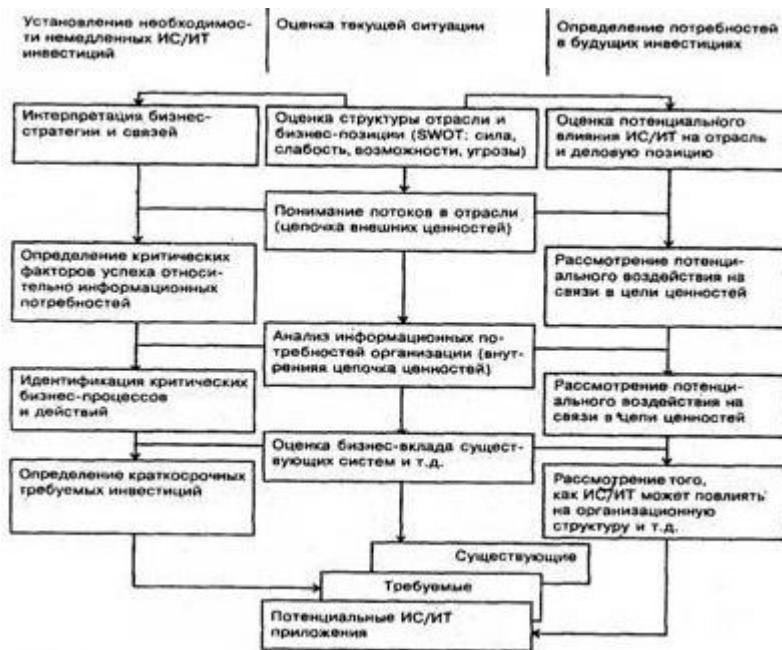 Установление необходимос-
ти немедленных ИС/ИТ
инвестиций
Оценка текущей ситуации
Определение потребностей
в будущих инвестициях
Интерпретация бизнес-
стратегии и связей
Оценка структуры отрасли и
бизнес-позиции (SWOT: сила,
слабость, возможности, угрозы)
Оценка потенциального
влияния ИС/ИТ на отрасль
и деловую позицию
Понимание потоков в отрасли
(цепочка внешних ценностей)
Определение критических
факторов успеха относи-
тельно информационных
потребностей
Рассмотрение потенци-
ального воздействия на
связи в цепи ценностей
Анализ информационных по-
требностей организации (внут-
ренняя цепочка ценностей)
Идентификация критических
бизнес-процессов
и действий
Рассмотрение потенци-
ального воздействия на
связи в цепи ценностей
Оценка бизнес-вклада сущест-
вующих систем и т.д.
Определение краткосрочных
требуемых инвестиций
Рассмотрение того,
как ИС/ИТ может повлиять
на организационную
структуру и т.д.
Существующие
Требуемые
Потенциальные ИС/ИТ
приложения